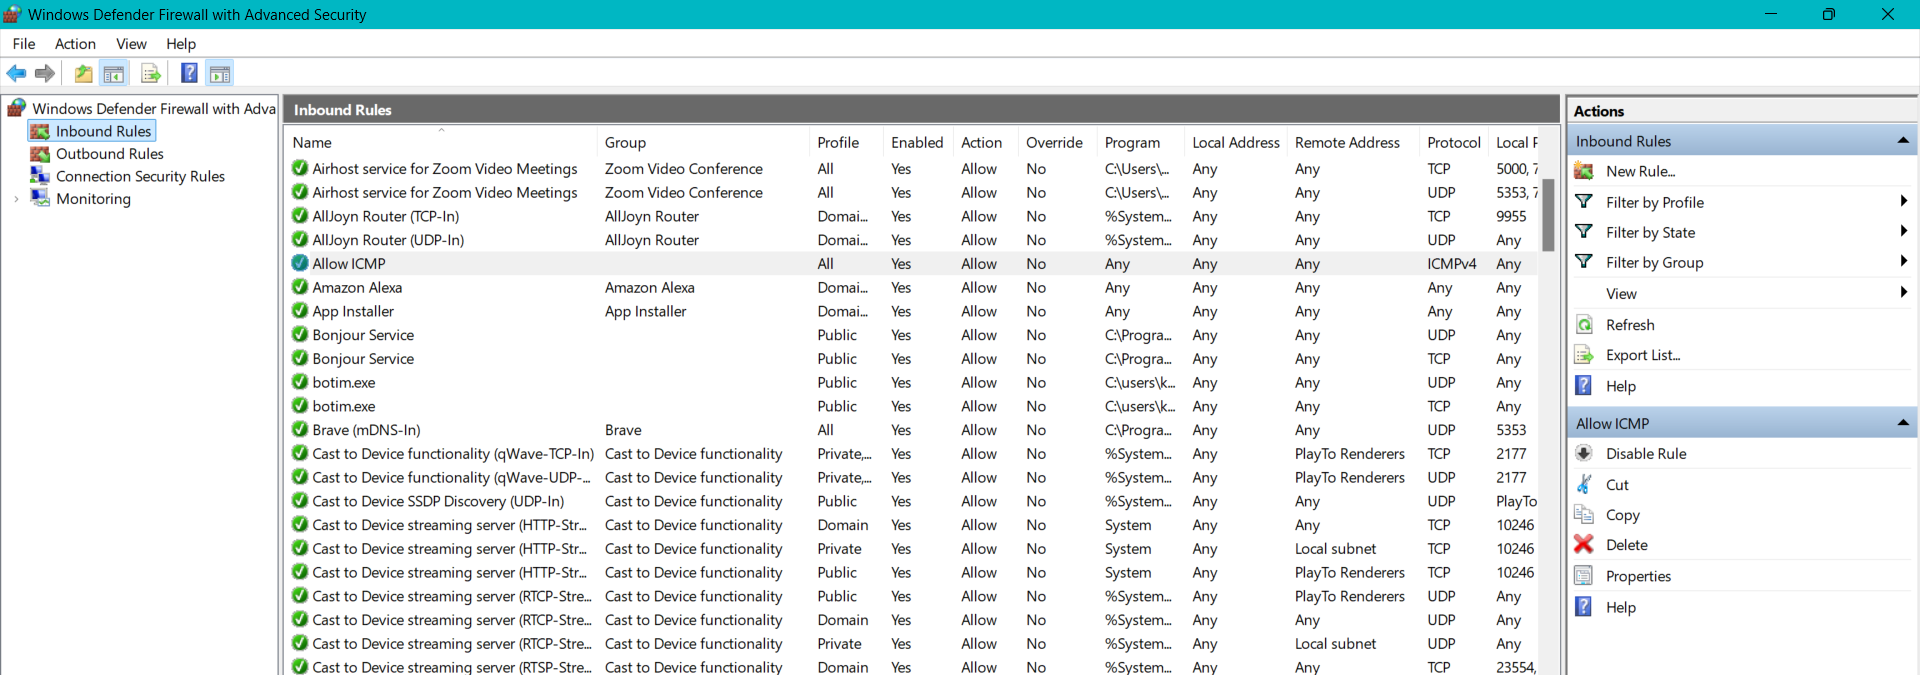 Windows Defender Firewall with Advanced Security
File Action View Help
Windows Defender Firewall with Adva
Inbound Rules
Outbound Rules
Connection Security Rules
Monitoring
Inbound Rules
Name Group Profile Enabled Action Override Program Local Address Remote Address Protocol Local P
Airhost service for Zoom Video Meetings Zoom Video Conference All Yes Allow No C:\Users\... Any Any TCP 5000, 7
Airhost service for Zoom Video Meetings Zoom Video Conference All Yes Allow No C:\Users\... Any Any UDP 5353, 7
AllJoyn Router (TCP-In) AllJoyn Router Domai... Yes Allow No %System... Any Any TCP 9955
AllJoyn Router (UDP-In) AllJoyn Router Domai... Yes Allow No %System... Any Any UDP Any
Allow ICMP All Yes Allow No Any Any Any ICMPv4 Any
Amazon Alexa Amazon Alexa Domai... Yes Allow No Any Any Any Any Any
App Installer App Installer Domai... Yes Allow No Any Any Any Any Any
Bonjour Service Public Yes Allow No C:\Progra... Any Any UDP Any
Bonjour Service Public Yes Allow No C:\Progra... Any Any TCP Any
botim.exe Public Yes Allow No C:\users\k... Any Any UDP Any
botim.exe Public Yes Allow No C:\users\k... Any Any TCP Any
Brave (mDNS-In) Brave All Yes Allow No C:\Progra... Any Any UDP 5353
Cast to Device functionality (qWave-TCP-In) Cast to Device functionality Private,... Yes Allow No %System... Any PlayTo Renderers TCP 2177
Cast to Device functionality (qWave-UDP-... Cast to Device functionality Private,... Yes Allow No %System... Any PlayTo Renderers UDP 2177
Cast to Device SSDP Discovery (UDP-In) Cast to Device functionality Public Yes Allow No %System... Any Any UDP PlayTo
Cast to Device streaming server (HTTP-Str... Cast to Device functionality Domain Yes Allow No System Any Any TCP 10246
Cast to Device streaming server (HTTP-Str... Cast to Device functionality Private Yes Allow No System Any Local subnet TCP 10246
Cast to Device streaming server (HTTP-Str... Cast to Device functionality Public Yes Allow No System Any PlayTo Renderers TCP 10246
Cast to Device streaming server (RTCP-Stre... Cast to Device functionality Public Yes Allow No %System... Any PlayTo Renderers UDP Any
Cast to Device streaming server (RTCP-Stre... Cast to Device functionality Domain Yes Allow No %System... Any Any UDP Any
Cast to Device streaming server (RTCP-Stre... Cast to Device functionality Private Yes Allow No %System... Any Local subnet UDP Any
Cast to Device streaming server (RTSP-Stre... Cast to Device functionality Domain Yes Allow No %System... Any Any TCP 23554,
Actions
Inbound Rules
New Rule...
Filter by Profile
Filter by State
Filter by Group
View
Refresh
Export List...
Help
Allow ICMP
Disable Rule
Cut
Copy
Delete
Properties
Help